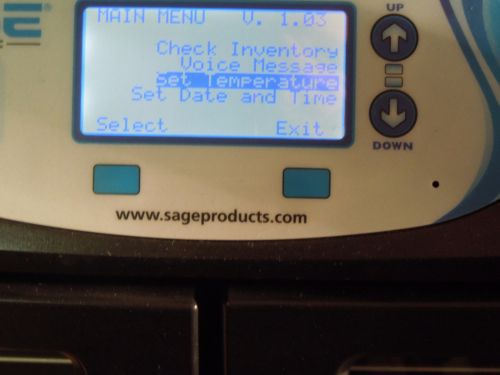 MAIN MENU V. 1.03
Check Inventory
Voice Message
Set Temperature
Set Date and Time
Select Exit
UP
DOWN
www.sageproducts.com